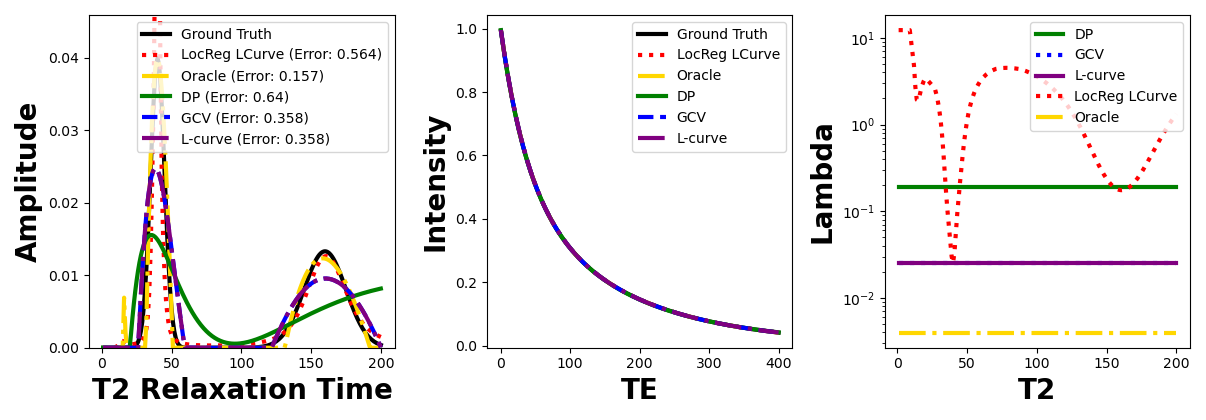 Amplitude
0.04
0.03
0.02
0.01
0.00
0
50
100
150
200
T2 Relaxation Time
Ground Truth
LocReg LCurve (Error: 0.564)
Oracle (Error: 0.157)
DP (Error: 0.64)
GCV (Error: 0.358)
L-curve (Error: 0.358)
Intensity
1.0
0.8
0.6
0.4
0.2
0.0
0
100
200
300
400
TE
Ground Truth
LocReg LCurve
Oracle
DP
GCV
L-curve
Lambda
10¹
10⁰
10⁻¹
10⁻²
0
50
100
150
200
T2
DP
GCV
L-curve
LocReg LCurve
Oracle